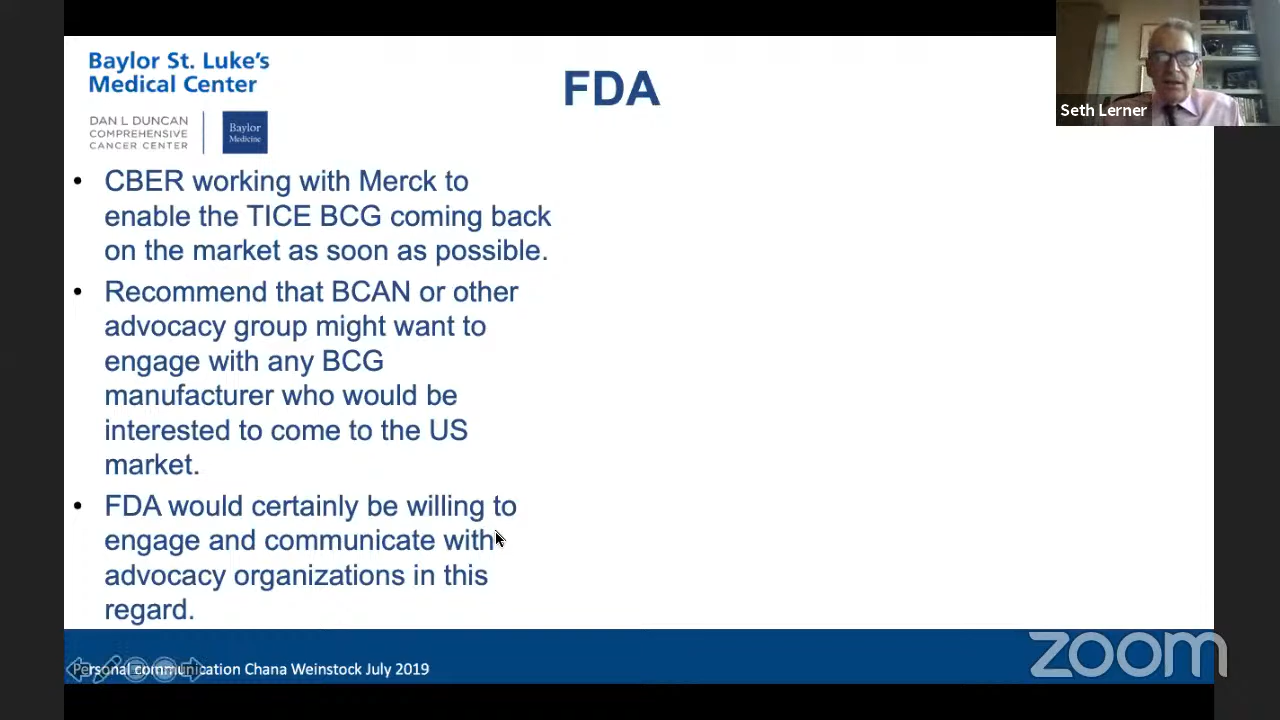 Baylor St. Luke's
Medical Center
DAN L DUNCAN
COMPREHENSIVE
CANCER CENTER
Baylor
Medicine
FDA
Seth Lerner
• CBER working with Merck to
enable the TICE BCG coming back
on the market as soon as possible.
• Recommend that BCAN or other
advocacy group might want to
engage with any BCG
manufacturer who would be
interested to come to the US
market.
• FDA would certainly be willing to
engage and communicate with
advocacy organizations in this
regard.
Personal communication Chana Weinstock July 2019
zoom